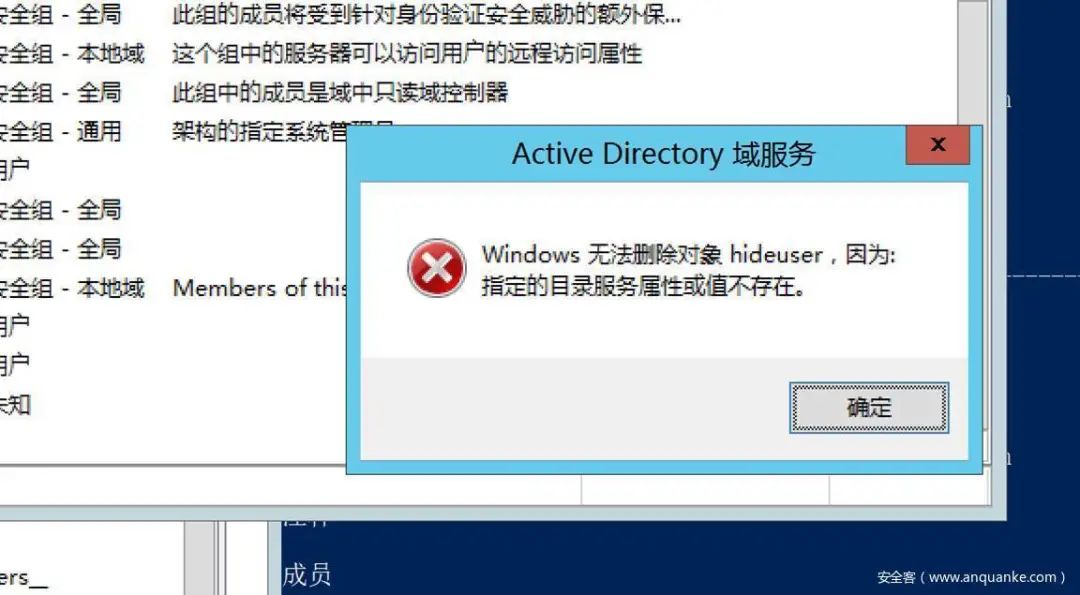 安全组 - 全局 此组的成员将受到针对身份验证安全威胁的额外保...
安全组 - 本地域 这个组中的服务器可以访问用户的远程访问属性
安全组 - 全局 此组中的成员是域中只读域控制器
安全组 - 通用 架构的指定系统管理员
用户
安全组 - 全局
安全组 - 全局
安全组 - 本地域 Members of this
用户
用户
未知
Active Directory 域服务
x
Windows 无法删除对象 hideuser，因为:
指定的目录服务属性或值不存在。
确定
ers__
成员
安全客（www.anquanke.com）